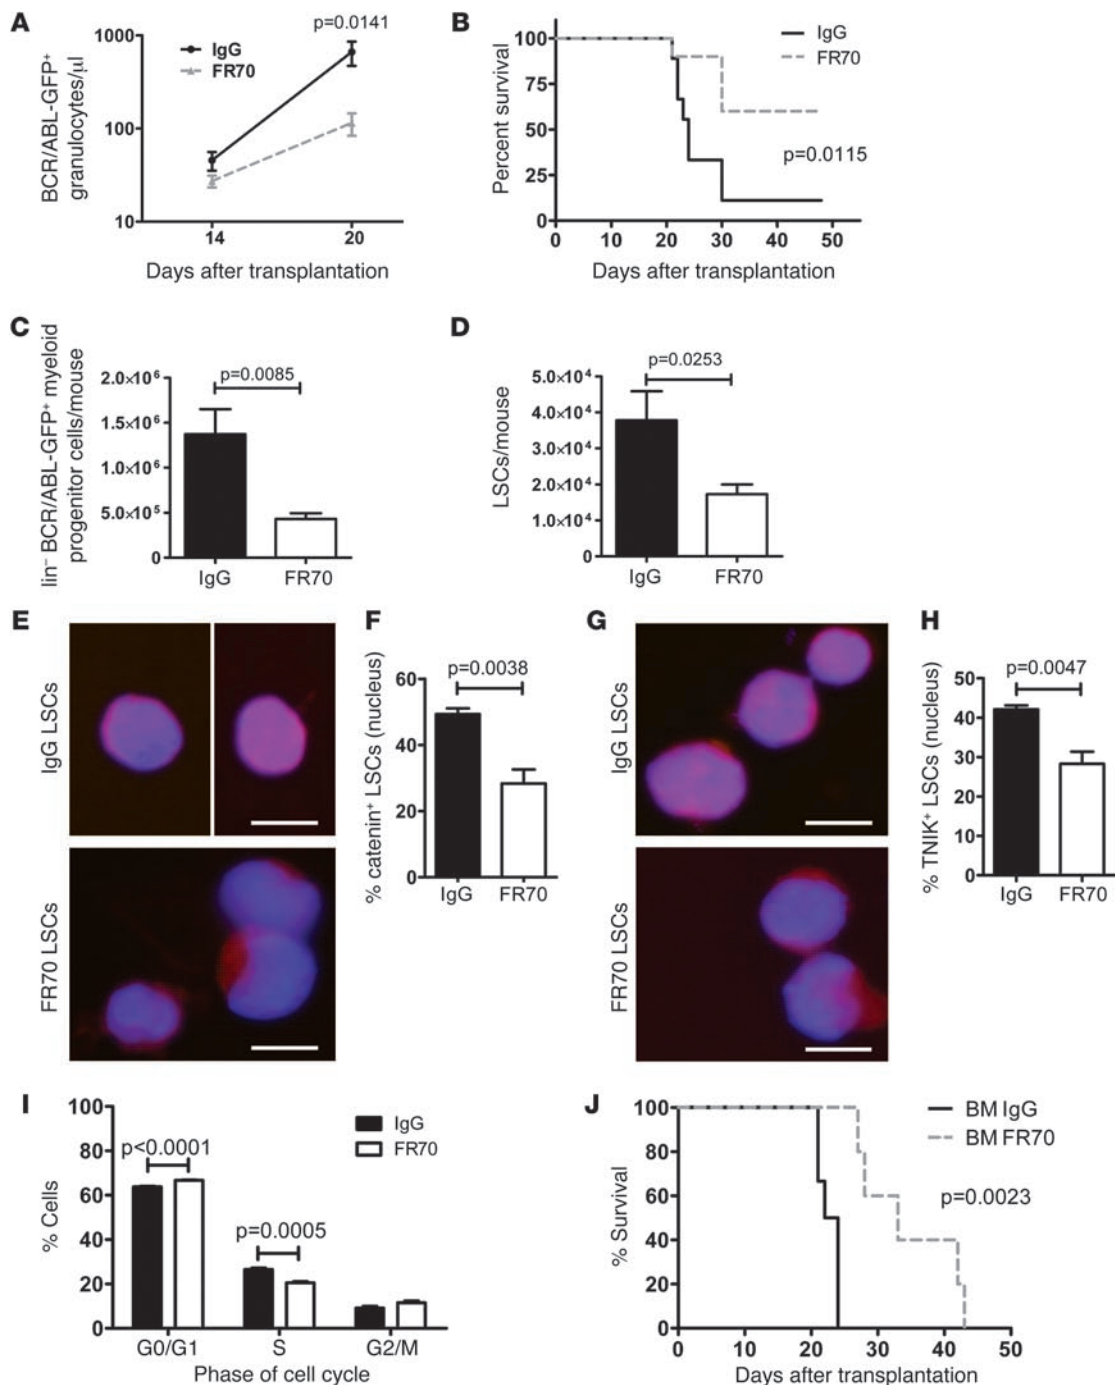 A
BCR/ABL-GFP⁺
granulocytes/μl
1000
100
10
IgG
FR70
p=0.0141
14
20
Days after transplantation
B
Percent survival
100
75
50
25
0
IgG
FR70
p=0.0115
0 10 20 30 40 50
Days after transplantation
C
lin⁻ BCR/ABL-GFP⁺ myeloid
progenitor cells/mouse
2.0×10⁶
1.5×10⁶
1.0×10⁶
5.0×10⁵
0
p=0.0085
IgG FR70
D
LSCs/mouse
5.0×10⁴
4.0×10⁴
3.0×10⁴
2.0×10⁴
1.0×10⁴
0
p=0.0253
IgG FR70
E
IgG LSCs
FR70 LSCs
F
% catenin⁺ LSCs (nucleus)
60
40
20
0
p=0.0038
IgG FR70
G
IgG LSCs
FR70 LSCs
H
% TNIK⁺ LSCs (nucleus)
50
40
30
20
10
0
p=0.0047
IgG FR70
I
% Cells
100
80
60
40
20
0
IgG
FR70
p<0.0001
p=0.0005
G0/G1 S G2/M
Phase of cell cycle
J
% Survival
100
80
60
40
20
0
BM IgG
BM FR70
p=0.0023
0 10 20 30 40 50
Days after transplantation